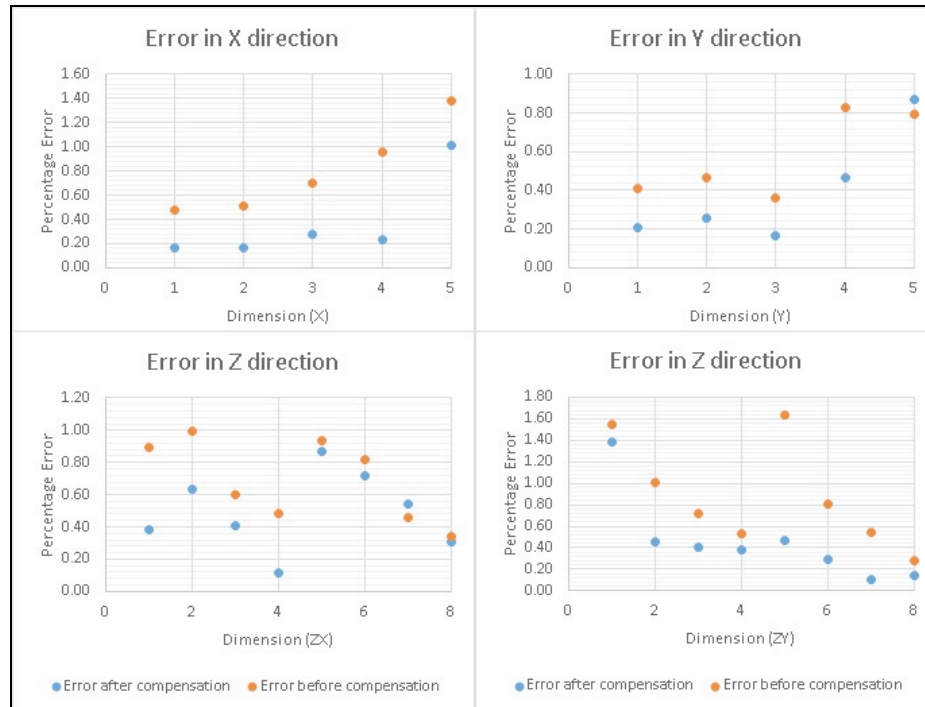 Error in X direction
Percentage Error
1.60
1.40
1.20
1.00
0.80
0.60
0.40
0.20
0.00
0 1 2 3 4 5
Dimension (X)
Error in Y direction
Percentage Error
1.00
0.80
0.60
0.40
0.20
0.00
0 1 2 3 4 5
Dimension (Y)
Error in Z direction
Percentage Error
1.20
1.00
0.80
0.60
0.40
0.20
0.00
0 2 4 6 8
Dimension (ZX)
Error after compensation Error before compensation
Error in Z direction
Percentage Error
1.80
1.60
1.40
1.20
1.00
0.80
0.60
0.40
0.20
0.00
0 2 4 6 8
Dimension (ZY)
Error after compensation Error before compensation